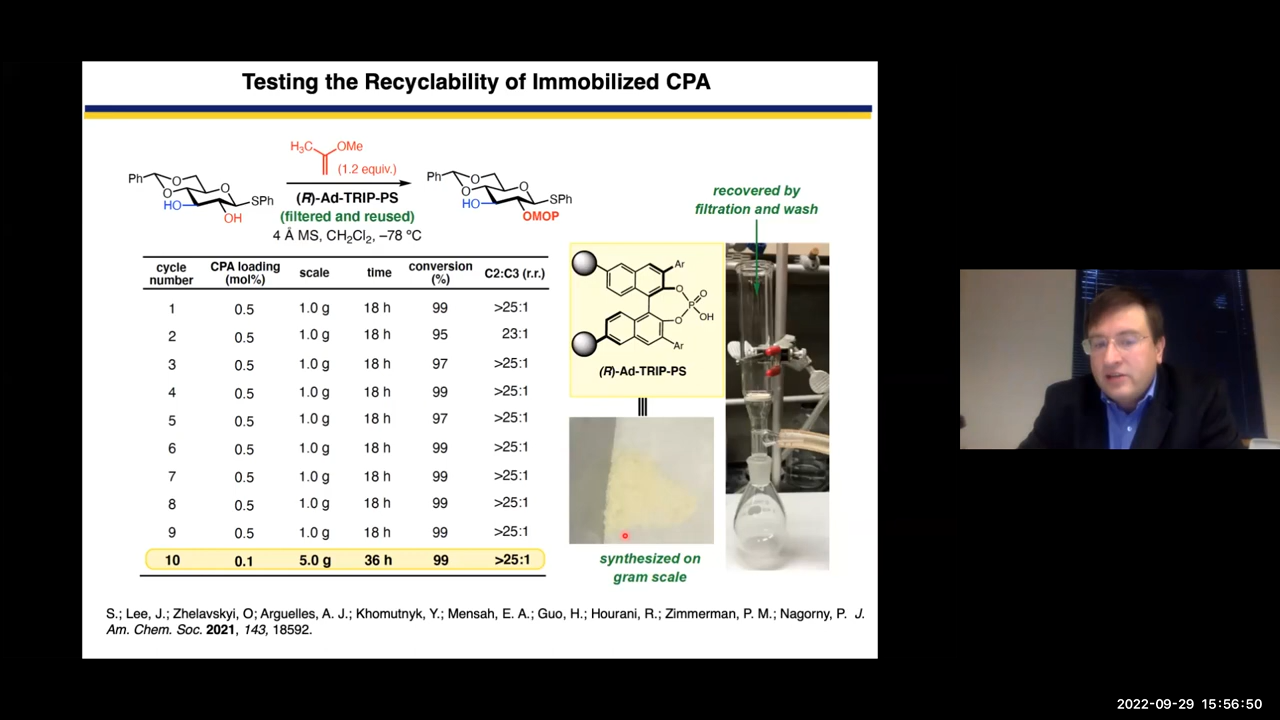 Testing the Recyclability of Immobilized CPA
H₃C
OMe
(1.2 equiv.)
Ph
O
O
O
SPh
HO
OH
(R)-Ad-TRIP-PS
(filtered and reused)
4 Å MS, CH₂Cl₂, –78 ºC
Ph
O
O
O
SPh
HO
OMOP
recovered by
filtration and wash
cycle number CPA loading (mol%) scale time conversion (%) C2:C3 (r.r.)
1 0.5 1.0 g 18 h 99 >25:1
2 0.5 1.0 g 18 h 95 23:1
3 0.5 1.0 g 18 h 97 >25:1
4 0.5 1.0 g 18 h 99 >25:1
5 0.5 1.0 g 18 h 97 >25:1
6 0.5 1.0 g 18 h 99 >25:1
7 0.5 1.0 g 18 h 99 >25:1
8 0.5 1.0 g 18 h 99 >25:1
9 0.5 1.0 g 18 h 99 >25:1
10 0.1 5.0 g 36 h 99 >25:1
Ar
O
O
P
O
OH
Ar
(R)-Ad-TRIP-PS
synthesized on
gram scale
S.; Lee, J.; Zhelavskyi, O; Arguelles, A. J.; Khomutnyk, Y.; Mensah, E. A.; Guo, H.; Hourani, R.; Zimmerman, P. M.; Nagorny, P. J.
Am. Chem. Soc. 2021, 143, 18592.
2022-09-29 15:56:50